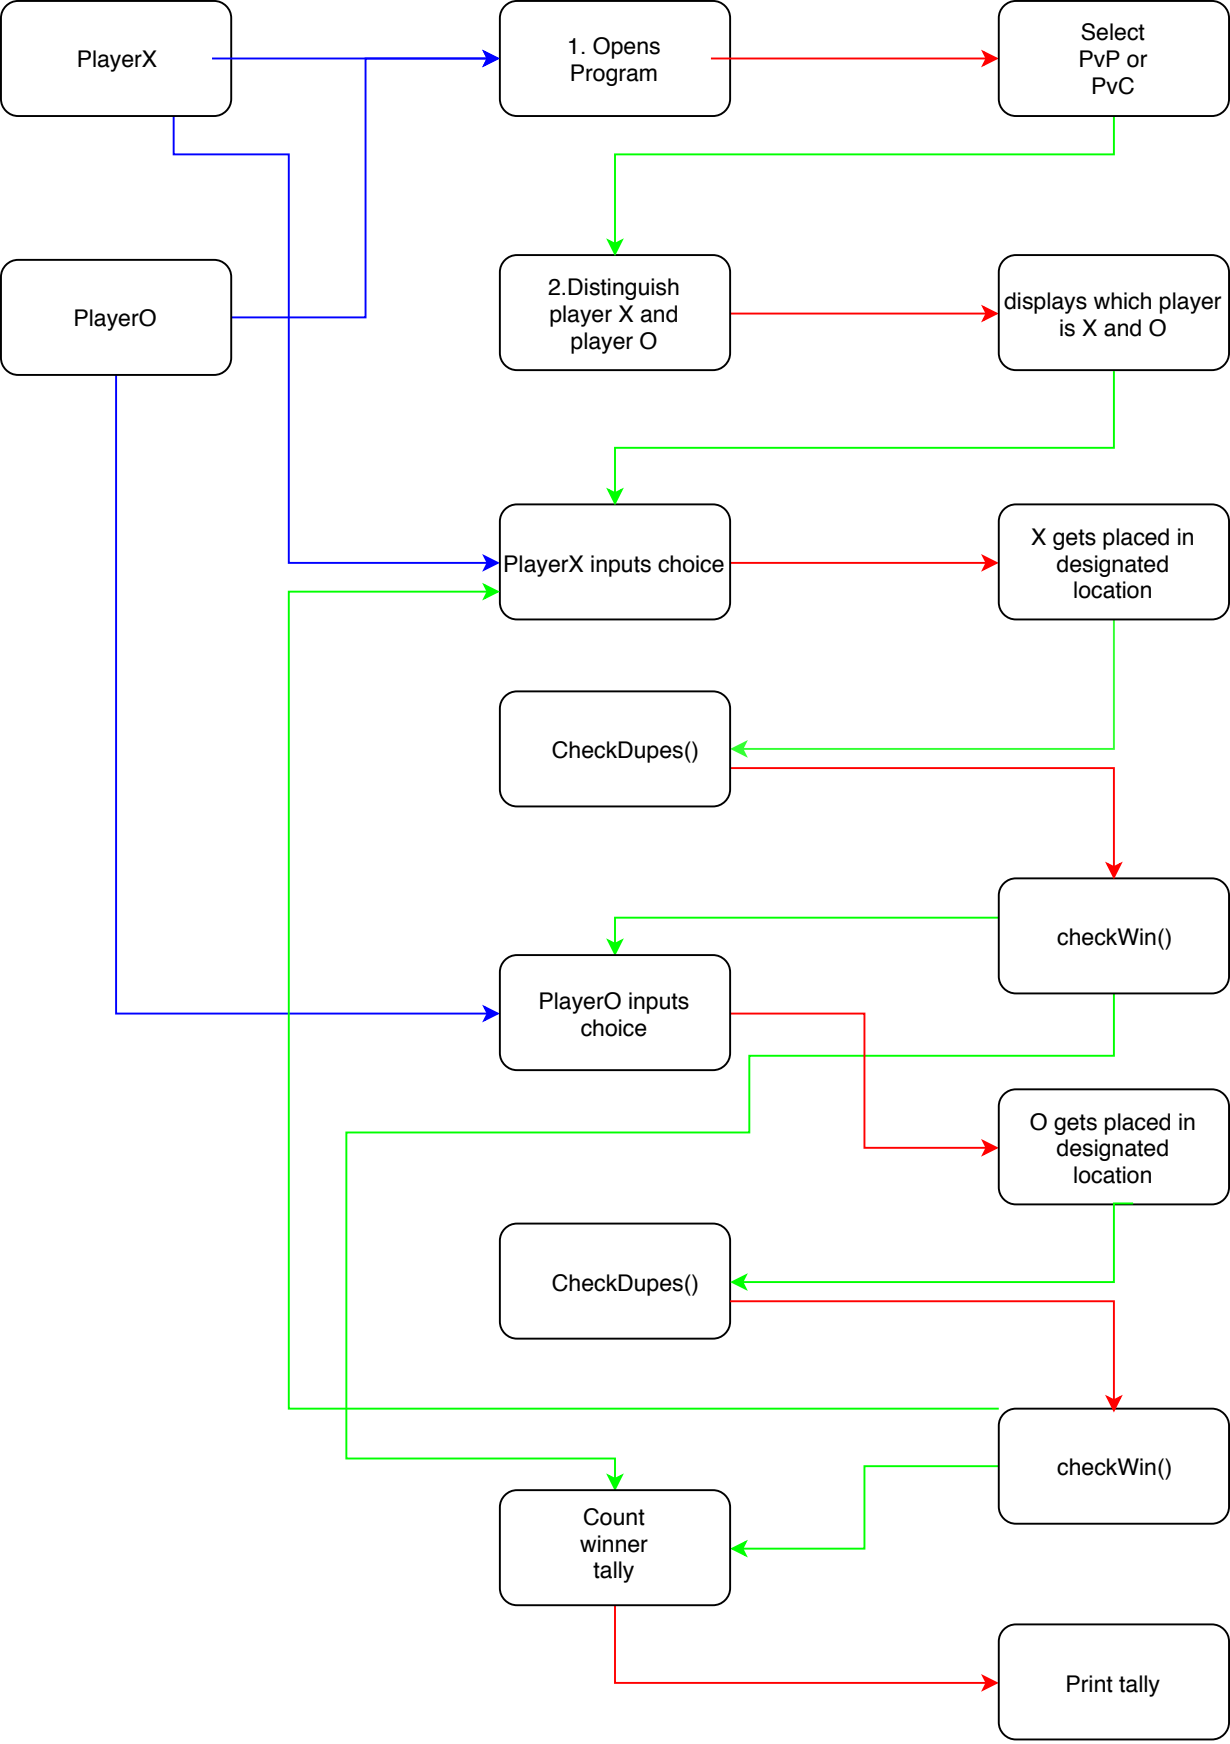 PlayerX
1. Opens
Program
Select
PvP or
PvC
PlayerO
2.Distinguish
player X and
player O
displays which player
is X and O
PlayerX inputs choice
X gets placed in
designated
location
CheckDupes()
checkWin()
PlayerO inputs
choice
O gets placed in
designated
location
CheckDupes()
checkWin()
Count
winner
tally
Print tally